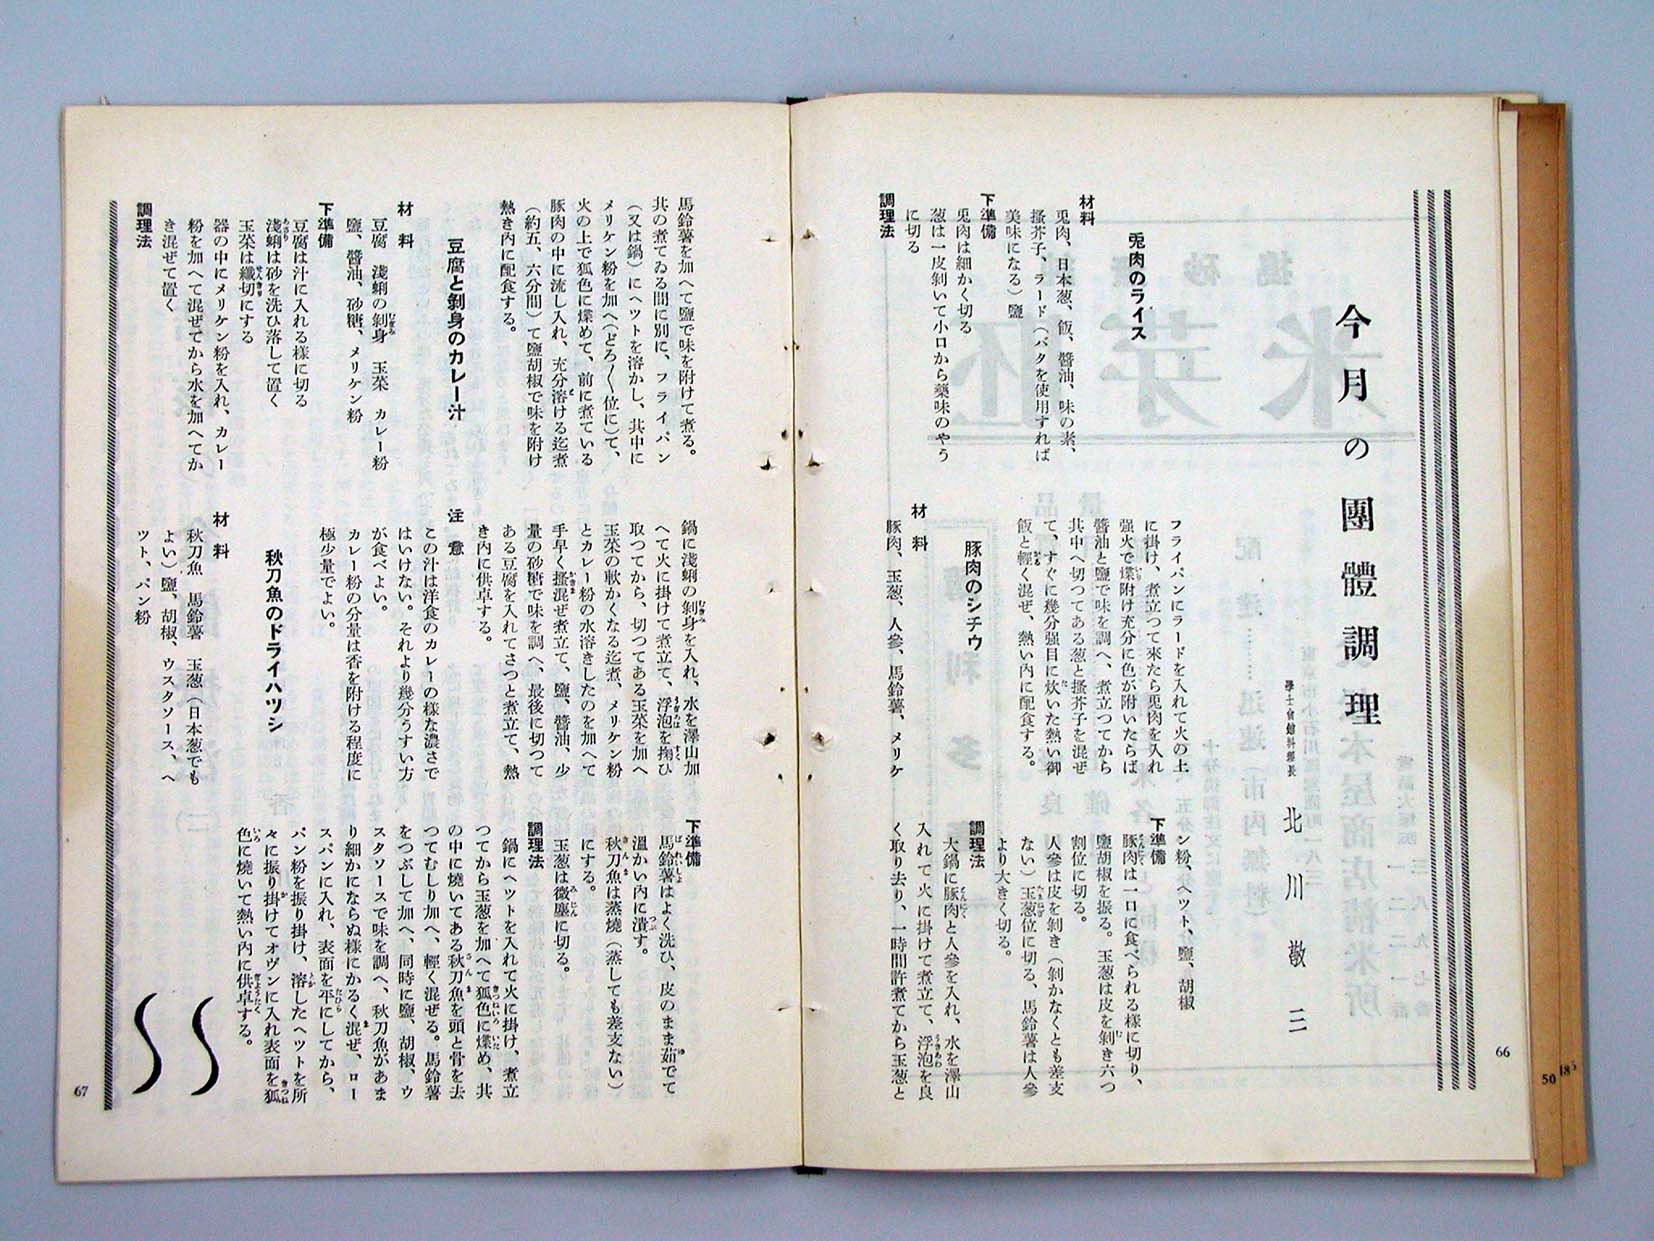 今月の團體調理
學士會館料理長
北川敬三
兎肉のライス
材料
兎肉、日本葱、飯、醬油、味の素、
搔芥子、ラード（バタを使用すれば
美味になる）鹽
下準備
兎肉は細かく切る
葱は一皮剝いて小口から藥味のやう
に切る
調理法
フライパンにラードを入れて火の上
に掛け、煮立つて來たら兎肉を入れ
強火で煠附け充分に色が附いたらば
醬油と鹽で味を調へ、煮立つてから
其中へ切つてある葱と搔芥子を混ぜ
て、すぐに幾分强目に炊いた熱い御
飯と輕く混ぜ、熱い內に配食する。
豚肉のシチウ
材料
豚肉、玉葱、人參、馬鈴薯、メリケ
ン粉、ヘット、鹽、胡椒
下準備
豚肉は一口に食べられる樣に切り、
鹽胡椒を振る。玉葱は皮を剝き六つ
割位に切る。
人參は皮を剝き（剝かなくとも差支
ない）玉葱位に切る、馬鈴薯は人參
より大きく切る。
調理法
大鍋に豚肉と人參を入れ、水を澤山
入れて火に掛けて煮立て、浮泡を良
く取り去り、一時間許煮てから玉葱と
66
50
185
馬鈴薯を加へて鹽で味を附けて煮る。
其の煮てゐる間に別に、フライパン
（又は鍋）にヘツトを溶かし、其中に
メリケン粉を加へ（どろ〱位に）て、
火の上で狐色に煠めて、前に煮ている
豚肉の中に流し入れ、充分溶ける迄煮
（約五、六分間）て鹽胡椒で味を附け
熱き內に配食する。
豆腐と剝身のカレー汁
材料
豆腐　淺蜊の剝身　玉菜　カレー粉
鹽、醬油、砂糖、メリケン粉
下準備
豆腐は汁に入れる樣に切る
淺蜊は砂を洗ひ落して置く
玉菜は纖切にする
器の中にメリケン粉を入れ、カレー
粉を加へて混ぜてから水を加へてか
き混ぜて置く
調理法
鍋に淺蜊の剝身を入れ、水を澤山加
へて火に掛けて煮立て、浮泡を掬ひ
取つてから、切つてある玉菜を加へ
玉菜の軟かくなる迄煮、メリケン粉
とカレー粉の水溶きしたのを加へて
手早く搔混ぜ煮立て、鹽、醬油、少
量の砂糖で味を調へ、最後に切つて
ある豆腐を入れてさつと煮立て、熱
き內に供卓する。
注意
この汁は洋食のカレーの樣な濃さで
はいけない。それより幾分うすい方
が食べよい。
カレー粉の分量は香を附ける程度に
極少量でよい。
秋刀魚のドライハツシ
材料
秋刀魚　馬鈴薯　玉葱（日本葱でも
よい）鹽、胡椒、ウスタソース、ヘ
ツト、パン粉
下準備
馬鈴薯はよく洗ひ、皮のまま茹でて
溫かい內に潰す。
秋刀魚は蒸燒（蒸しても差支ない）
にする。
玉葱は微塵に切る。
調理法
鍋にヘツトを入れて火に掛け、煮立
つてから玉葱を加へて狐色に煠め、其
の中に燒いてある秋刀魚を頭と骨を去
つてむしり加へ、輕く混ぜる。馬鈴薯
をつぶして加へ、同時に鹽、胡椒、ウ
スタソースで味を調へ、秋刀魚があま
り細かにならぬ樣にかるく混ぜ、ロー
スパンに入れ、表面を平にしてから、
パン粉を振り掛け、溶したヘツトを所
々に振り掛けてオヴンに入れ表面を狐
色に燒いて熱い內に供卓する。
67